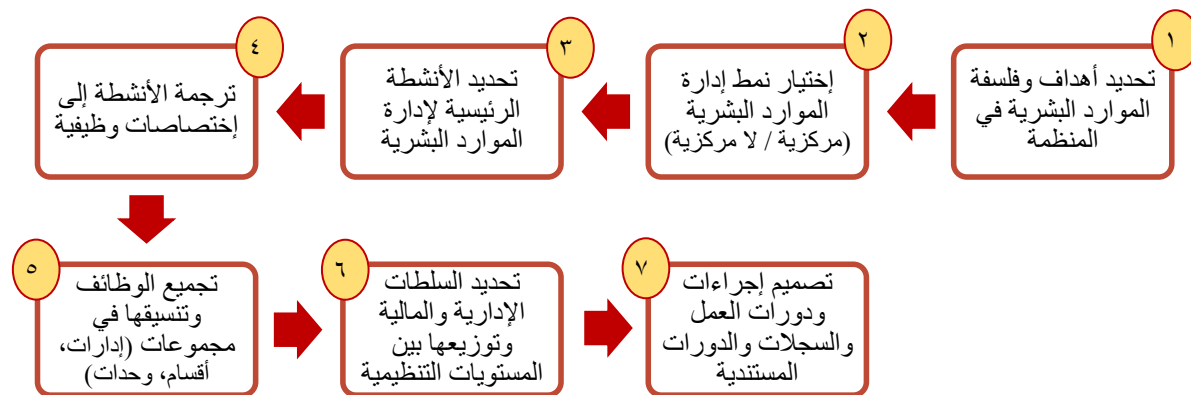 ١
تحديد أهداف وفلسفة
الموارد البشرية في
المنظمة
٢
إختيار نمط إدارة
الموارد البشرية
(مركزية / لا مركزية)
٣
تحديد الأنشطة
الرئيسية لإدارة
الموارد البشرية
٤
ترجمة الأنشطة إلى
إختصاصات وظيفية
٥
تجميع الوظائف
وتنسيقها في
مجموعات (إدارات،
أقسام، وحدات)
٦
تحديد السلطات
الإدارية والمالية
وتوزيعها بين
المستويات التنظيمية
٧
تصميم إجراءات
ودورات العمل
والسجلات والدورات
المستندية